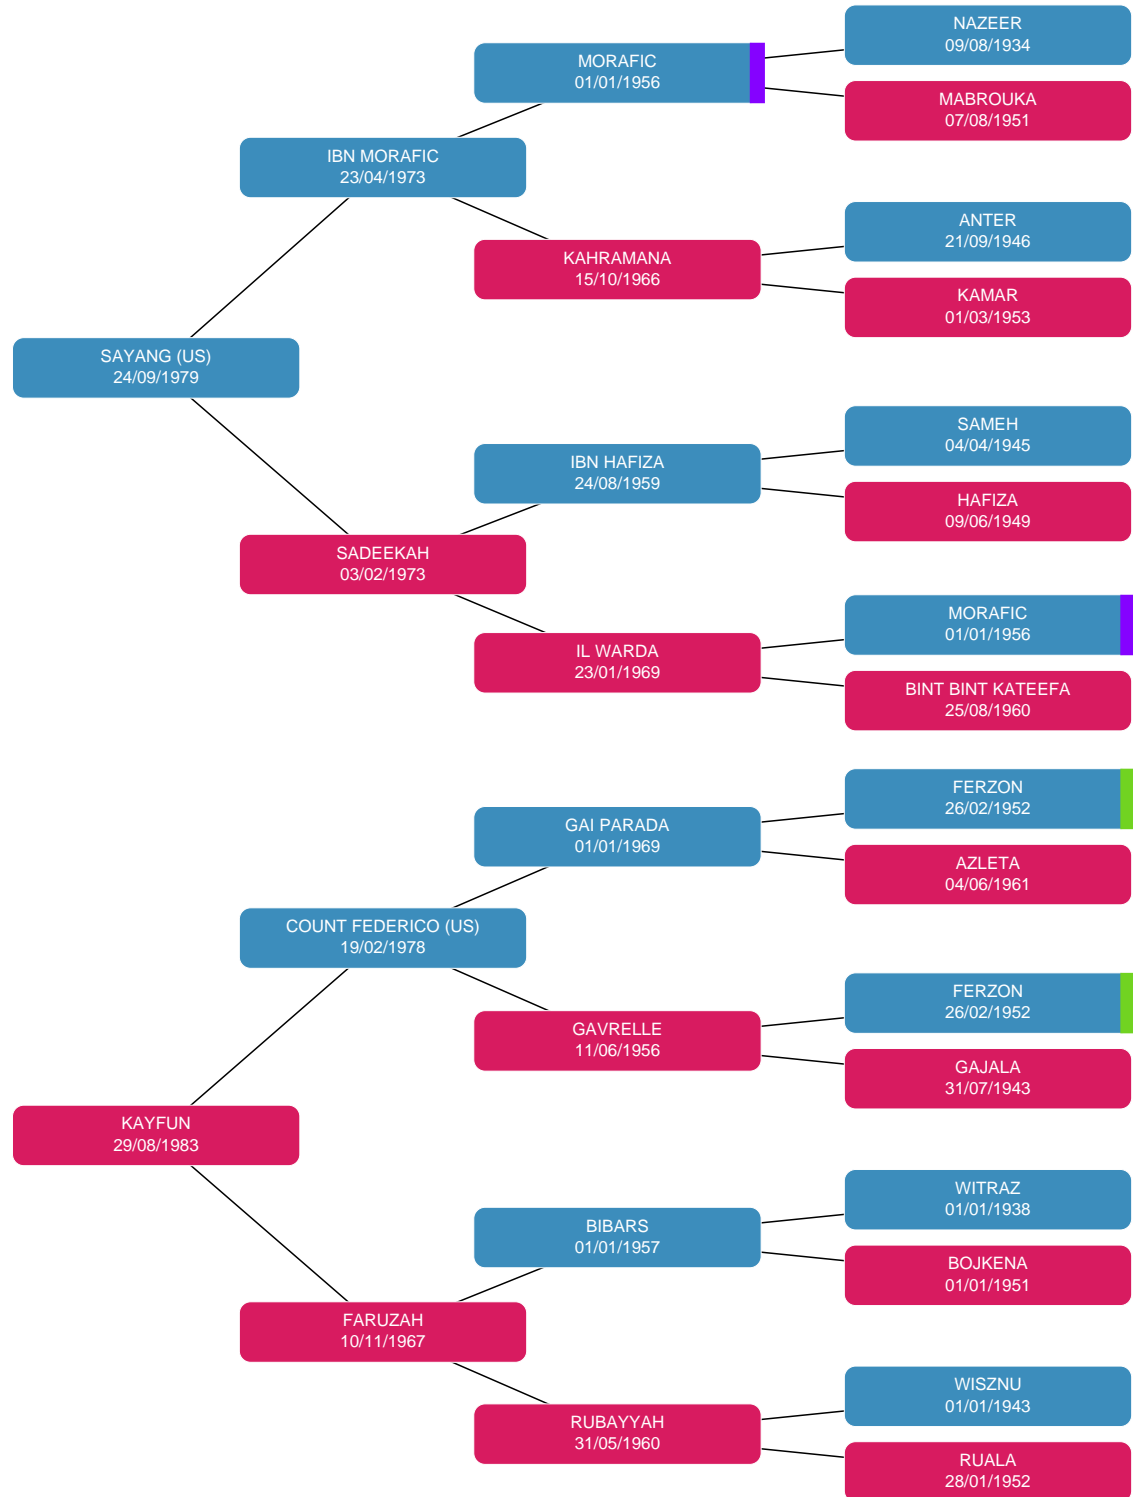 NAZEER
09/08/1934
MORAFIC
01/01/1956
MABROUKA
07/08/1951
IBN MORAFIC
23/04/1973
ANTER
21/09/1946
KAHRAMANA
15/10/1966
KAMAR
01/03/1953
SAYANG (US)
24/09/1979
SAMEH
04/04/1945
IBN HAFIZA
24/08/1959
HAFIZA
09/06/1949
SADEEKAH
03/02/1973
MORAFIC
01/01/1956
IL WARDA
23/01/1969
BINT BINT KATEEFA
25/08/1960
FERZON
26/02/1952
GAI PARADA
01/01/1969
AZLETA
04/06/1961
COUNT FEDERICO (US)
19/02/1978
FERZON
26/02/1952
GAVRELLE
11/06/1956
GAJALA
31/07/1943
KAYFUN
29/08/1983
WITRAZ
01/01/1938
BIBARS
01/01/1957
BOJKENA
01/01/1951
FARUZAH
10/11/1967
WISZNU
01/01/1943
RUBAYYAH
31/05/1960
RUALA
28/01/1952